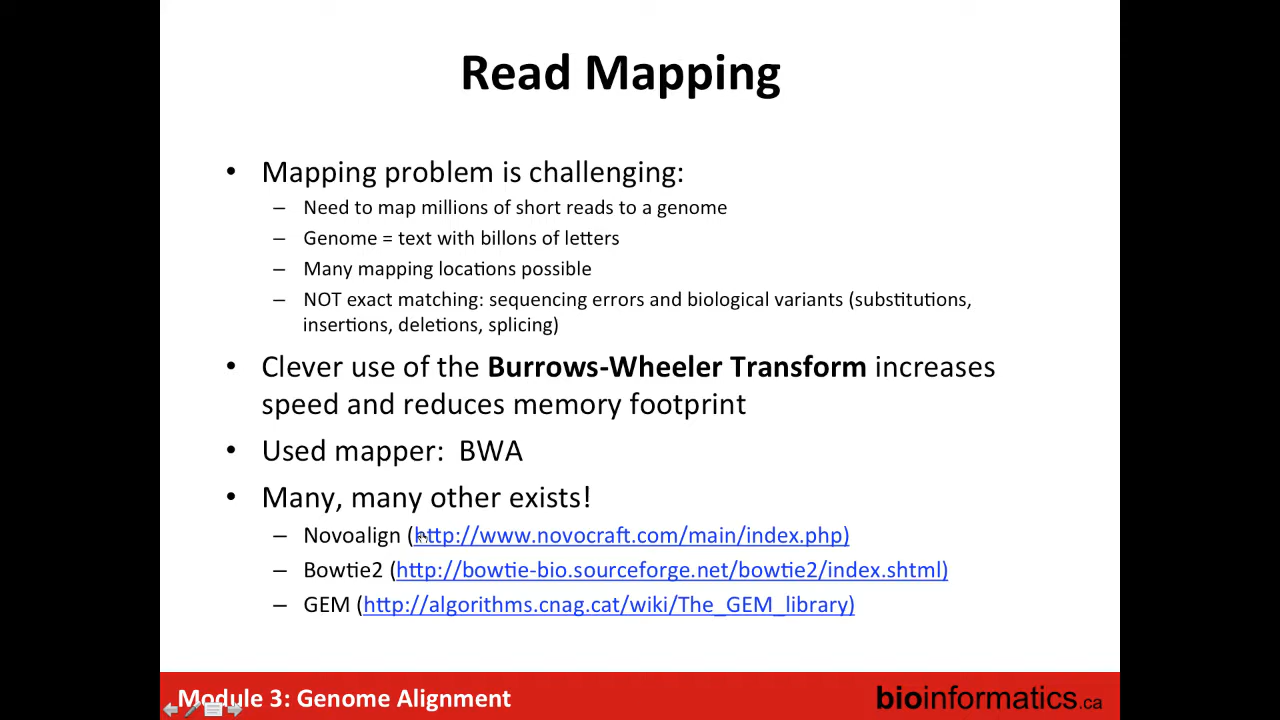 Read Mapping
• Mapping problem is challenging:
– Need to map millions of short reads to a genome
– Genome = text with billons of letters
– Many mapping locations possible
– NOT exact matching: sequencing errors and biological variants (substitutions,
insertions, deletions, splicing)
• Clever use of the Burrows-Wheeler Transform increases
speed and reduces memory footprint
• Used mapper: BWA
• Many, many other exists!
– Novoalign (http://www.novocraft.com/main/index.php)
– Bowtie2 (http://bowtie-bio.sourceforge.net/bowtie2/index.shtml)
– GEM (http://algorithms.cnag.cat/wiki/The_GEM_library)
Module 3: Genome Alignment
bioinformatics.ca